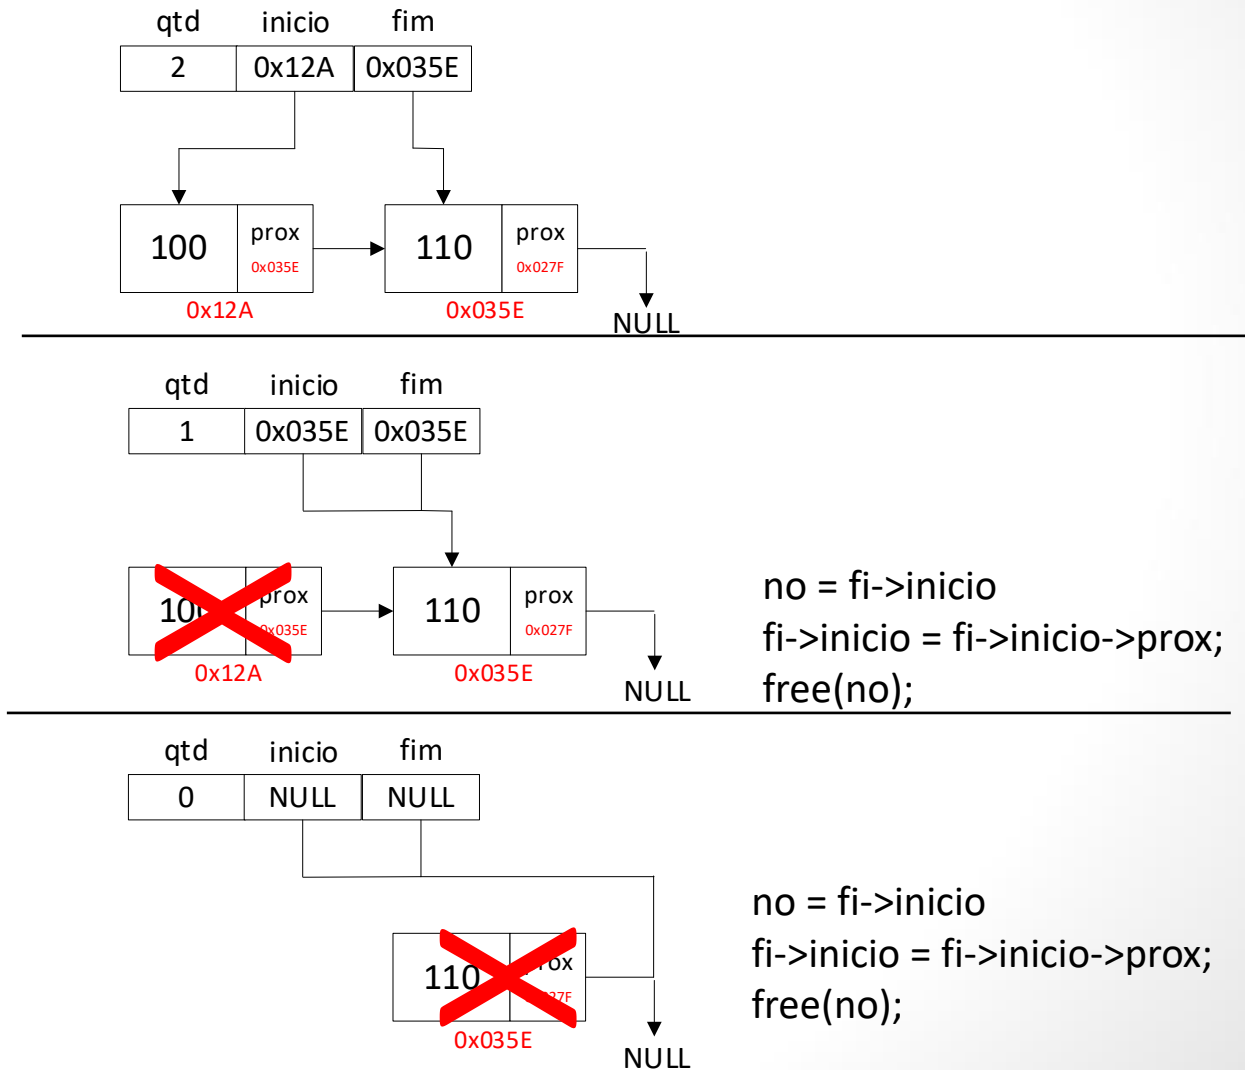 qtd inicio fim
2 0x12A 0x035E
100 prox 110 prox
0x035E 0x027F
0x12A 0x035E
NULL
qtd inicio fim
1 0x035E 0x035E
prox 110 prox
0x035E 0x027F
0x12A 0x035E
NULL
no = fi->inicio
fi->inicio = fi->inicio->prox;
free(no);
qtd inicio fim
0 NULL NULL
110
0x035E
NULL
no = fi->inicio
fi->inicio = fi->inicio->prox;
free(no);